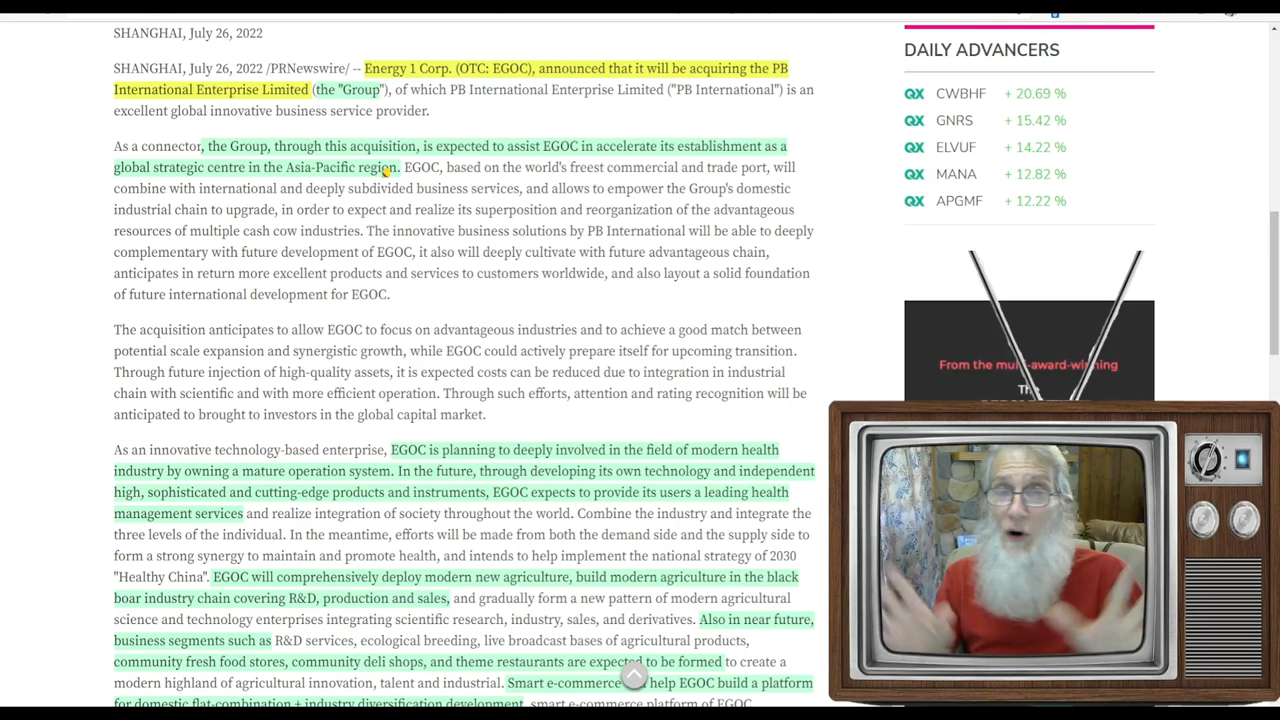 SHANGHAI, July 26, 2022
SHANGHAI, July 26, 2022 /PRNewswire/ -- Energy 1 Corp. (OTC: EGOC), announced that it will be acquiring the PB
International Enterprise Limited (the "Group"), of which PB International Enterprise Limited ("PB International") is an
excellent global innovative business service provider.
As a connector, the Group, through this acquisition, is expected to assist EGOC in accelerate its establishment as a
global strategic centre in the Asia-Pacific region. EGOC, based on the world's freest commercial and trade port, will
combine with international and deeply subdivided business services, and allows to empower the Group's domestic
industrial chain to upgrade, in order to expect and realize its superposition and reorganization of the advantageous
resources of multiple cash cow industries. The innovative business solutions by PB International will be able to deeply
complementary with future development of EGOC, it also will deeply cultivate with future advantageous chain,
anticipates in return more excellent products and services to customers worldwide, and also layout a solid foundation
of future international development for EGOC.
The acquisition anticipates to allow EGOC to focus on advantageous industries and to achieve a good match between
potential scale expansion and synergistic growth, while EGOC could actively prepare itself for upcoming transition.
Through future injection of high-quality assets, it is expected costs can be reduced due to integration in industrial
chain with scientific and with more efficient operation. Through such efforts, attention and rating recognition will be
anticipated to brought to investors in the global capital market.
As an innovative technology-based enterprise, EGOC is planning to deeply involved in the field of modern health
industry by owning a mature operation system. In the future, through developing its own technology and independent
high, sophisticated and cutting-edge products and instruments, EGOC expects to provide its users a leading health
management services and realize integration of society throughout the world. Combine the industry and integrate the
three levels of the individual. In the meantime, efforts will be made from both the demand side and the supply side to
form a strong synergy to maintain and promote health, and intends to help implement the national strategy of 2030
"Healthy China". EGOC will comprehensively deploy modern new agriculture, build modern agriculture in the black
boar industry chain covering R&D, production and sales, and gradually form a new pattern of modern agricultural
science and technology enterprises integrating scientific research, industry, sales, and derivatives. Also in near future,
business segments such as R&D services, ecological breeding, live broadcast bases of agricultural products,
community fresh food stores, community deli shops, and theme restaurants are expected to be formed to create a
modern highland of agricultural innovation, talent and industrial. Smart e-commerce help EGOC build a platform
for domestic flat-combination + industry diversification development, smart e-commerce platform of EGOC
DAILY ADVANCERS
QX CWBHF + 20.69 %
QX GNRS + 15.42 %
QX ELVUF + 14.22 %
QX MANA + 12.82 %
QX APGMF + 12.22 %
From the multi-award-winning